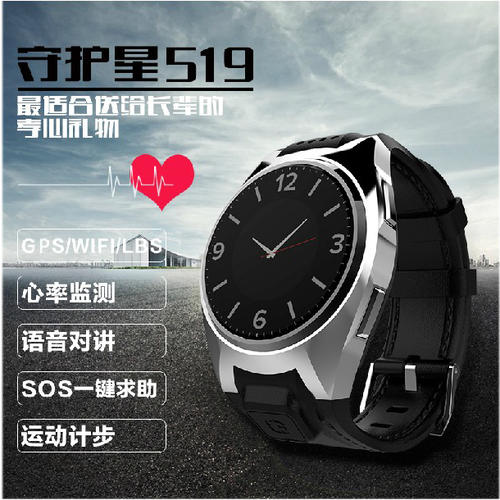 守护星519
最适合送给长辈的
孝心礼物
GPS/WIFI/LBS
心率监测
语音对讲
SOS一键求助
运动计步
12
3
6
9